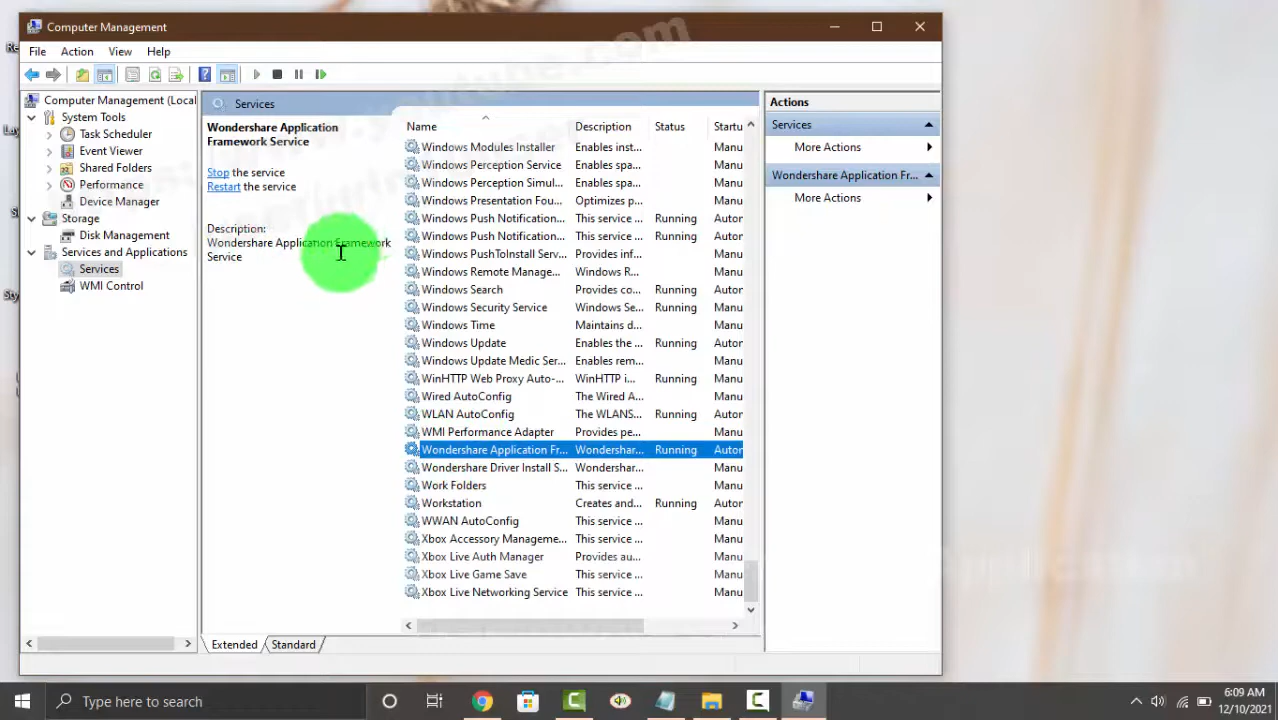 Computer Management
File Action View Help
Computer Management (Local
System Tools
Task Scheduler
Event Viewer
Shared Folders
Performance
Device Manager
Storage
Disk Management
Services and Applications
Services
WMI Control
Services
Wondershare Application
Framework Service
Stop the service
Restart the service
Description:
Wondershare Application Framework
Service
Name Description Status Startu
Windows Modules Installer Enables inst... Manu
Windows Perception Service Enables spa... Manu
Windows Perception Simul... Enables spa... Manu
Windows Presentation Fou... Optimizes p... Manu
Windows Push Notification... This service ... Running Autor
Windows Push Notification... This service ... Running Autor
Windows PushToInstall Serv... Provides inf... Manu
Windows Remote Manage... Windows R... Manu
Windows Search Provides co... Running Autor
Windows Security Service Windows Se... Running Manu
Windows Time Maintains d... Manu
Windows Update Enables the ... Running Autor
Windows Update Medic Ser... Enables rem... Manu
WinHTTP Web Proxy Auto-... WinHTTP i... Running Manu
Wired AutoConfig The Wired A... Manu
WLAN AutoConfig The WLANS... Running Autor
WMI Performance Adapter Provides pe... Manu
Wondershare Application Fr... Wondershar... Running Autor
Wondershare Driver Install S... Wondershar... Manu
Work Folders This service ... Manu
Workstation Creates and... Running Autor
WWAN AutoConfig This service ... Manu
Xbox Accessory Manageme... This service ... Manu
Xbox Live Auth Manager Provides au... Manu
Xbox Live Game Save This service ... Manu
Xbox Live Networking Service This service ... Manu
Extended Standard
Actions
Services
More Actions
Wondershare Application Fr...
More Actions
Type here to search
6:09 AM
12/10/2021